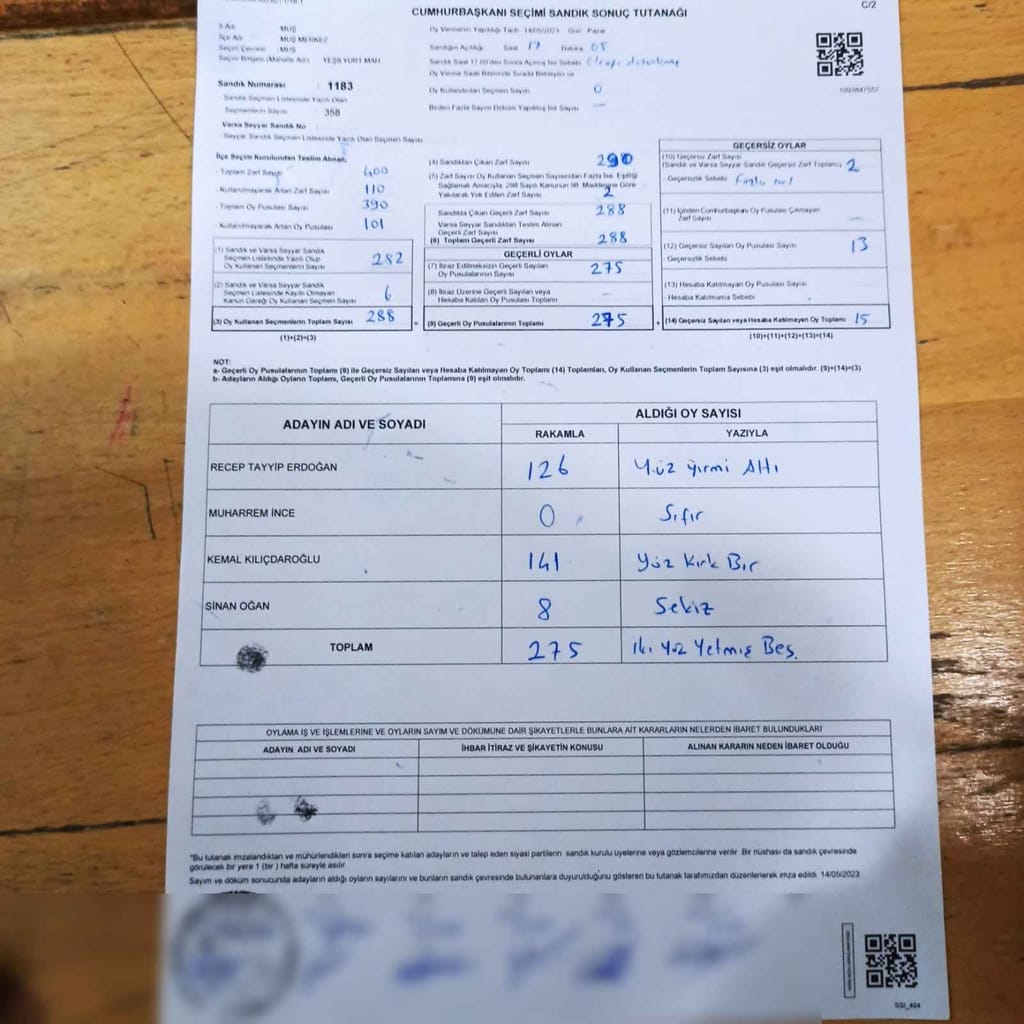 C/2
CUMHURBAŞKANI SEÇİMİ SANDIK SONUÇ TUTANAĞI
İli Adı MUŞ
İlçe Adı MUŞ MERKEZ
Seçim Çevresi : MUŞ
Seçim Bölgesi (Mahalle Adı) YEŞİLYURT MAH.
Sandık Numarası 1183
Sandık Seçmen Listesinde Yazılı Olan
Seçmenlerin Sayısı 358
Varsa Seyyar Sandık No
Seyyar Sandık Seçmen Listesinde Yazılı Olan Seçmen Sayısı
Oy Vermenin Yapıldığı Tarih 14/05/2023 Gün Pazar
Sandığın Açıldığı Saat 17 Dakika 05
Sandık Saat 17.00'den Sonra Açılmış İse Sebebi
Oy Verme Saati Bitiminde Sırada Bekleyen ve
Oy Kullandırılan Seçmen Sayısı 0
Birden Fazla Sayım Döküm Yapılmış İse Sayısı —
1093847557
İlçe Seçim Kurulundan Teslim Alınan;
Toplam Zarf Sayısı 400
Kullanılmayarak Artan Zarf Sayısı 110
Toplam Oy Pusulası Sayısı 390
Kullanılmayarak Artan Oy Pusulası 101
(1) Sandık ve Varsa Seyyar Sandık
Seçmen Listesinde Yazılı Olup
Oy Kullanan Seçmenlerin Sayısı 282
(2) Sandık ve Varsa Seyyar Sandık
Seçmen Listesinde Kayıtlı Olmayan
Kanun Gereği Oy Kullanan Seçmen Sayısı 6
(3) Oy Kullanan Seçmenlerin Toplam Sayısı 288
(1)+(2)=(3)
(4) Sandıktan Çıkan Zarf Sayısı 290
(5) Zarf Sayısı Oy Kullanan Seçmen Sayısından Fazla İse, Eşitliği
Sağlamak Amacıyla, 298 Sayılı Kanunun 98. Maddesine Göre
Yakılarak Yok Edilen Zarf Sayısı 2
Sandıkta Çıkan Geçerli Zarf Sayısı 288
Varsa Seyyar Sandıktan Teslim Alınan
Geçerli Zarf Sayısı
(6) Toplam Geçerli Zarf Sayısı 288
GEÇERLİ OYLAR
(7) İtiraz Edilmeksizin Geçerli Sayılan
Oy Pusulalarının Sayısı 275
(8) İtiraz Üzerine Geçerli Sayılan veya
Hesaba Katılan Oy Pusulası Toplamı —
= (9) Geçerli Oy Pusulalarının Toplamı 275
GEÇERSİZ OYLAR
(10) Geçersiz Zarf Sayısı
(Sandık ve Varsa Seyyar Sandık Geçersiz Zarf Toplamı) 2
Geçersizlik Sebebi
(11) İçinden Cumhurbaşkanı Oy Pusulası Çıkmayan
Zarf Sayısı —
(12) Geçersiz Sayılan Oy Pusulası Sayısı 13
- Geçersizlik Sebebi
(13) Hesaba Katılmayan Oy Pusulası Sayısı
- Hesaba Katılmama Sebebi
+ (14) Geçersiz Sayılan veya Hesaba Katılmayan Oy Toplamı 15
(10)+(11)+(12)+(13)=(14)
NOT:
a- Geçerli Oy Pusulalarının Toplamı (9) ile Geçersiz Sayılan veya Hesaba Katılmayan Oy Toplamı (14) Toplamları, Oy Kullanan Seçmenlerin Toplam Sayısına (3) eşit olmalıdır. (9)+(14)=(3)
b- Adayların Aldığı Oyların Toplamı, Geçerli Oy Pusulalarının Toplamına (9) eşit olmalıdır.
ADAYIN ADI VE SOYADI ALDIĞI OY SAYISI
RAKAMLA YAZIYLA
RECEP TAYYİP ERDOĞAN 126 Yüz Yirmi Altı
MUHARREM İNCE 0 Sıfır
KEMAL KILIÇDAROĞLU 141 Yüz Kırk Bir
SİNAN OĞAN 8 Sekiz
TOPLAM 275 İki Yüz Yetmiş Beş.
OYLAMA İŞ VE İŞLEMLERİNE VE OYLARIN SAYIM VE DÖKÜMÜNE DAİR ŞİKAYETLERLE BUNLARA AİT KARARLARIN NELERDEN İBARET BULUNDUKLARI
ADAYIN ADI VE SOYADI İHBAR İTİRAZ VE ŞİKAYETİN KONUSU ALINAN KARARIN NEDEN İBARET OLDUĞU
*Bu tutanak imzalandıktan ve mühürlendikten sonra seçime katılan adayların ve talep eden siyasi partilerin sandık kurulu üyelerine veya gözlemcilerine verilir. Bir nüshası da sandık çevresinde
görülecek bir yere 1 (bir) hafta süreyle asılır.
Sayım ve döküm sonucunda adayların aldığı oyların sayılarını ve bunların sandık çevresinde bulunanlara duyurulduğunu gösteren bu tutanak tarafımızdan düzenlenerek imza edildi. 14/05/2023
GSI_404